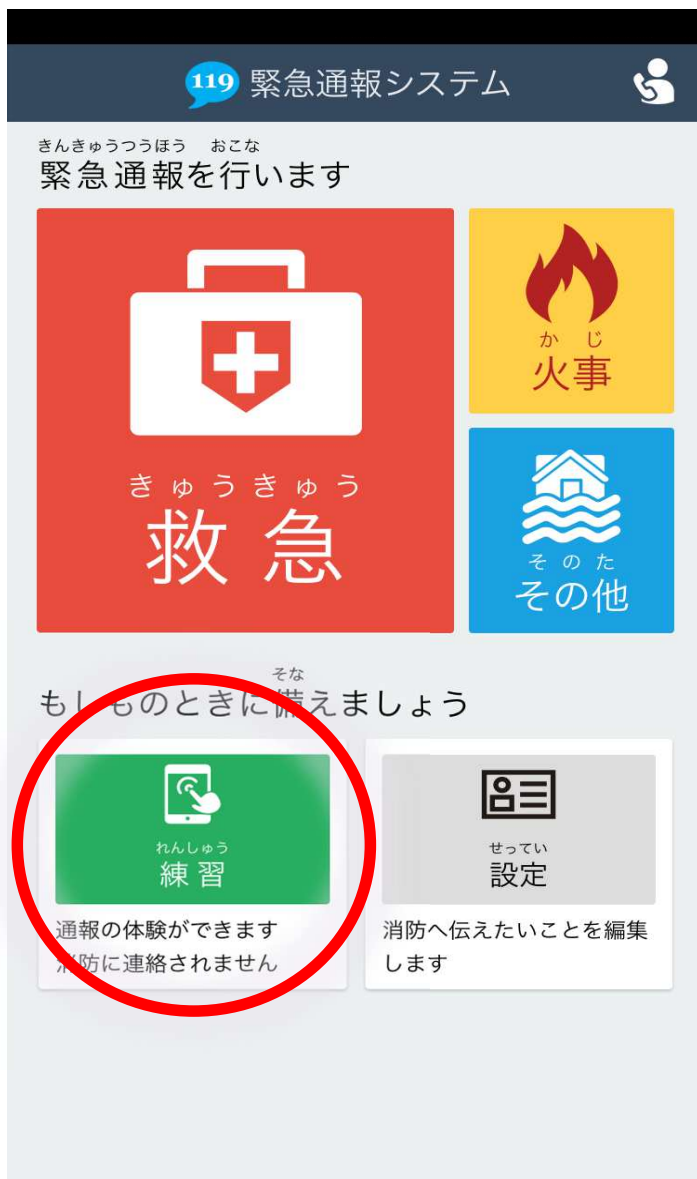 119 緊急通報システム
きんきゅうつうほう おこな
緊急通報を行います
きゅうきゅう
救急
かじ
火事
そのた
その他
そな
もしものときに備えましょう
れんしゅう
練習
通報の体験ができます
消防に連絡されません
せってい
設定
消防へ伝えたいことを編集
します